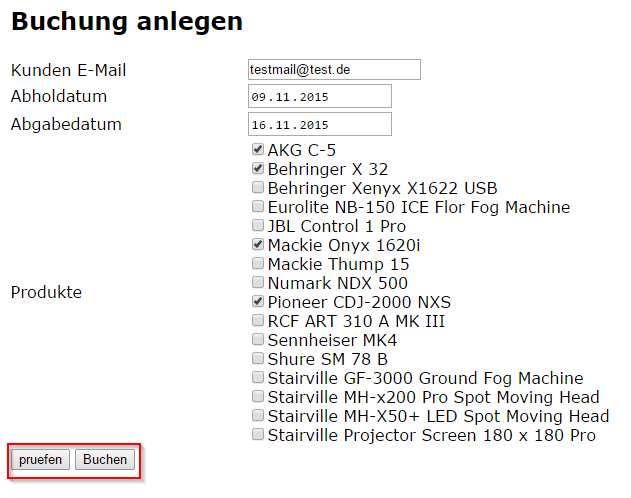 Buchung anlegen
Kunden E-Mail testmail@test.de
Abholdatum 09.11.2015
Abgabedatum 16.11.2015
Produkte
AKG C-5
Behringer X 32
Behringer Xenyx X1622 USB
Eurolite NB-150 ICE Flor Fog Machine
JBL Control 1 Pro
Mackie Onyx 1620i
Mackie Thump 15
Numark NDX 500
Pioneer CDJ-2000 NXS
RCF ART 310 A MK III
Sennheiser MK4
Shure SM 78 B
Stairville GF-3000 Ground Fog Machine
Stairville MH-x200 Pro Spot Moving Head
Stairville MH-X50+ LED Spot Moving Head
Stairville Projector Screen 180 x 180 Pro
pruefen Buchen